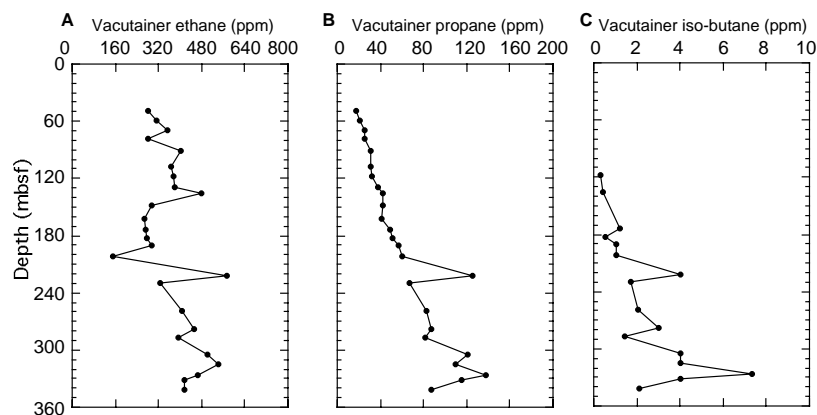 A Vacutainer ethane (ppm)
0 160 320 480 640 800
B Vacutainer propane (ppm)
0 40 80 120 160 200
C Vacutainer iso-butane (ppm)
0 2 4 6 8 10
Depth (mbsf)
0
60
120
180
240
300
360